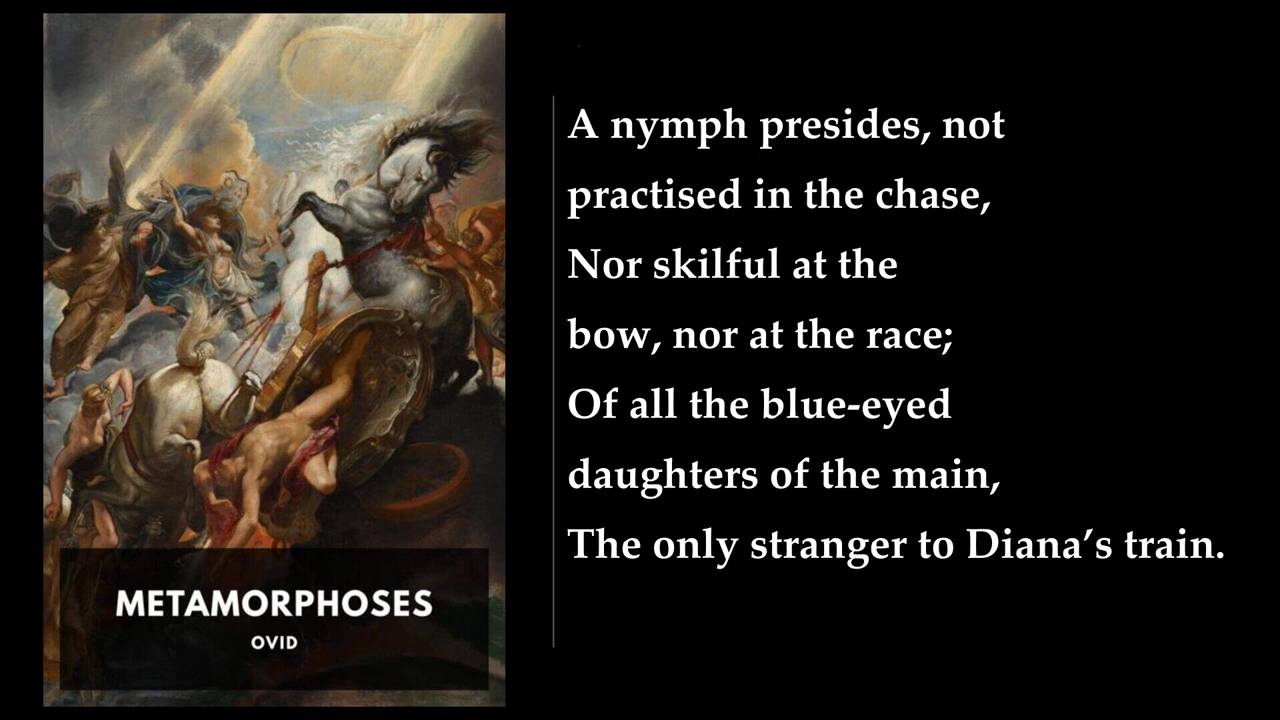 METAMORPHOSES
OVID
A nymph presides, not
practised in the chase,
Nor skilful at the
bow, nor at the race;
Of all the blue-eyed
daughters of the main,
The only stranger to Diana’s train.